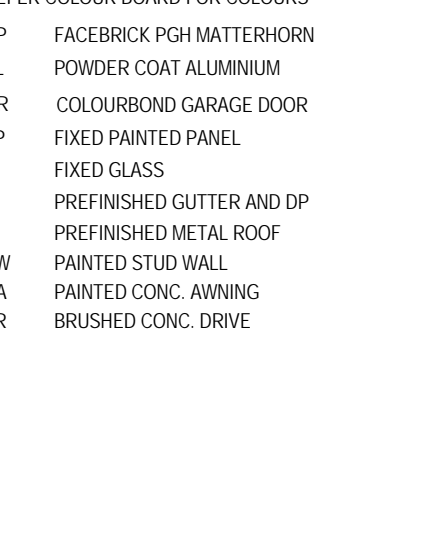 COLOUR BOARD FOR COLOURS
P FACEBRICK PGH MATTERHORN
L POWDER COAT ALUMINIUM
R COLOURBOND GARAGE DOOR
P FIXED PAINTED PANEL
FIXED GLASS
PREFINISHED GUTTER AND DP
PREFINISHED METAL ROOF
W PAINTED STUD WALL
A PAINTED CONC. AWNING
R BRUSHED CONC. DRIVE